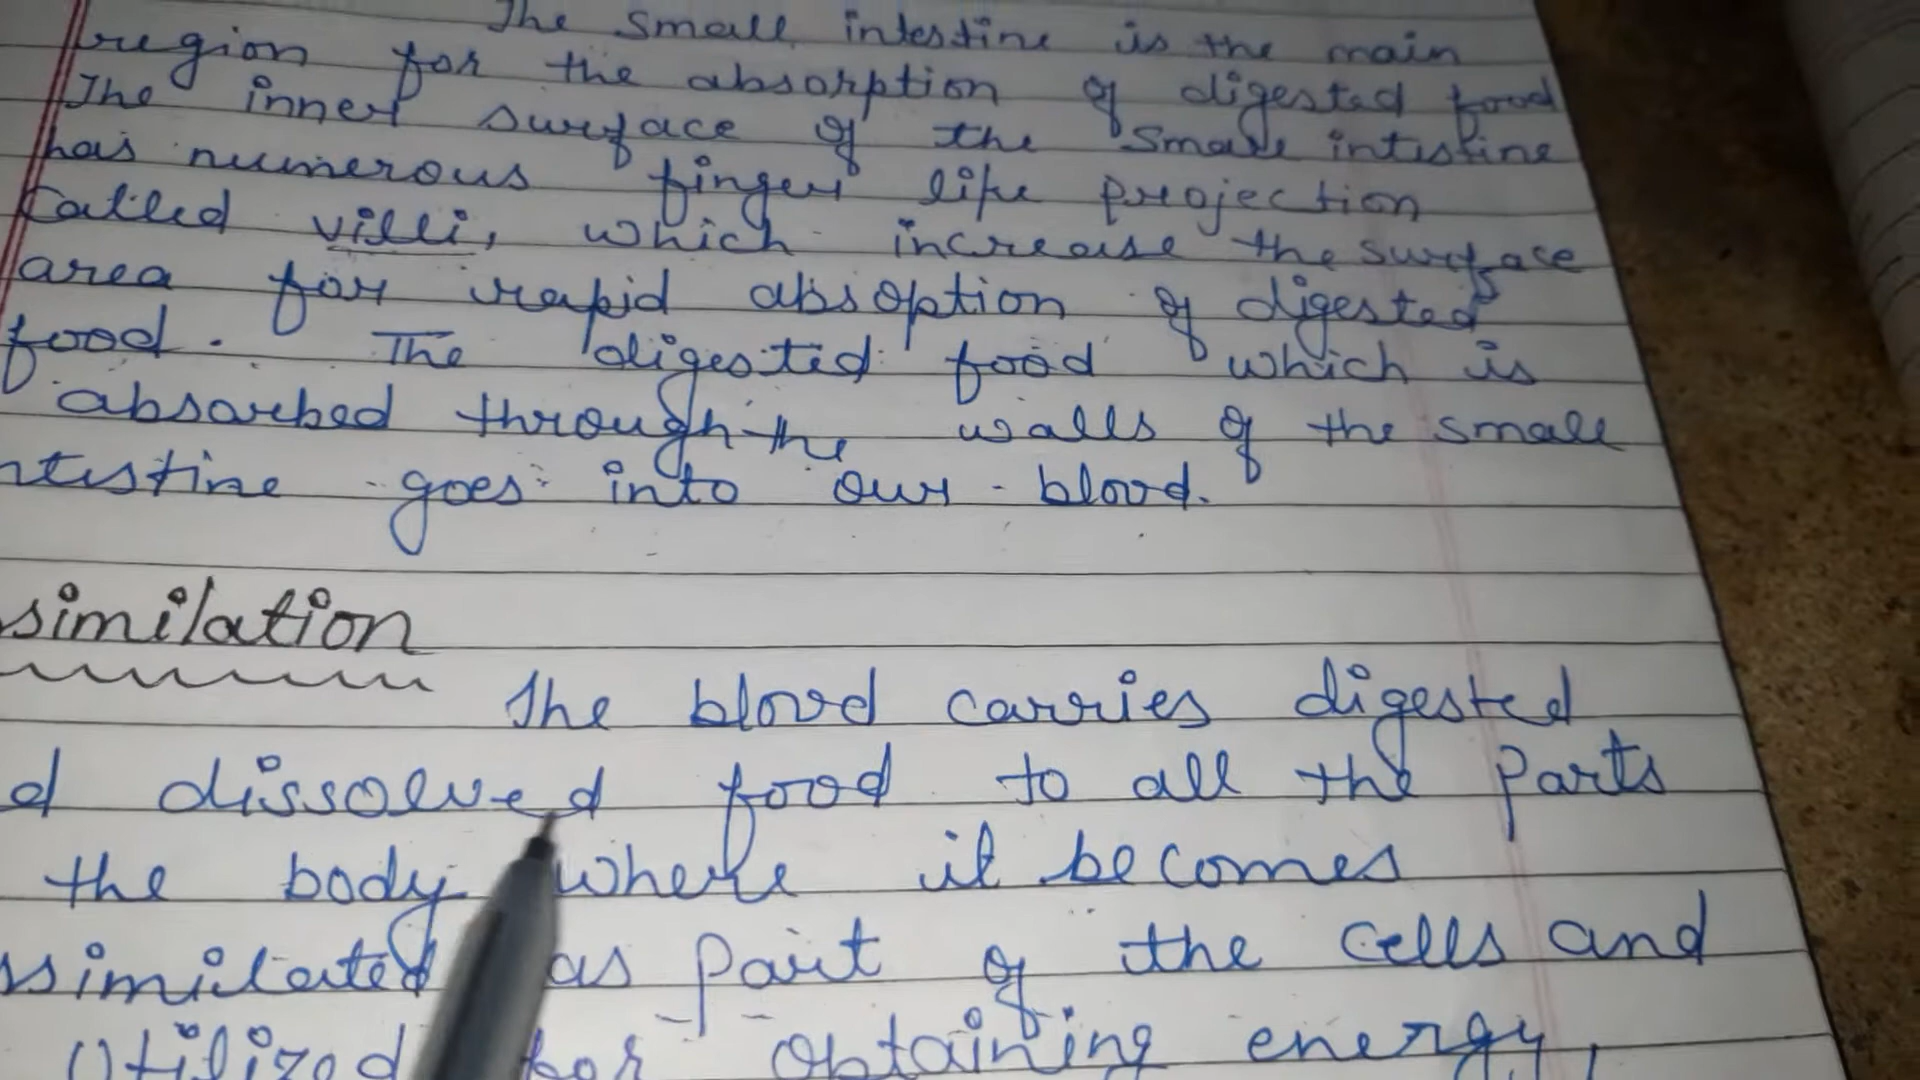 The small intestine is the main
region for the absorption of digested food
The inner surface of the small intistine
has numerous finger like projection
Called villi, which increase the surface
area for rapid absoption of digested
food. The digested food which is
absorbed through the walls of the small
ntestine goes into our blood.
similation
The blood carries digested
d dissolved food to all the Parts
the body where it becomes
ssimilated as Part of the Cells and
Utilized for obtaining energy,